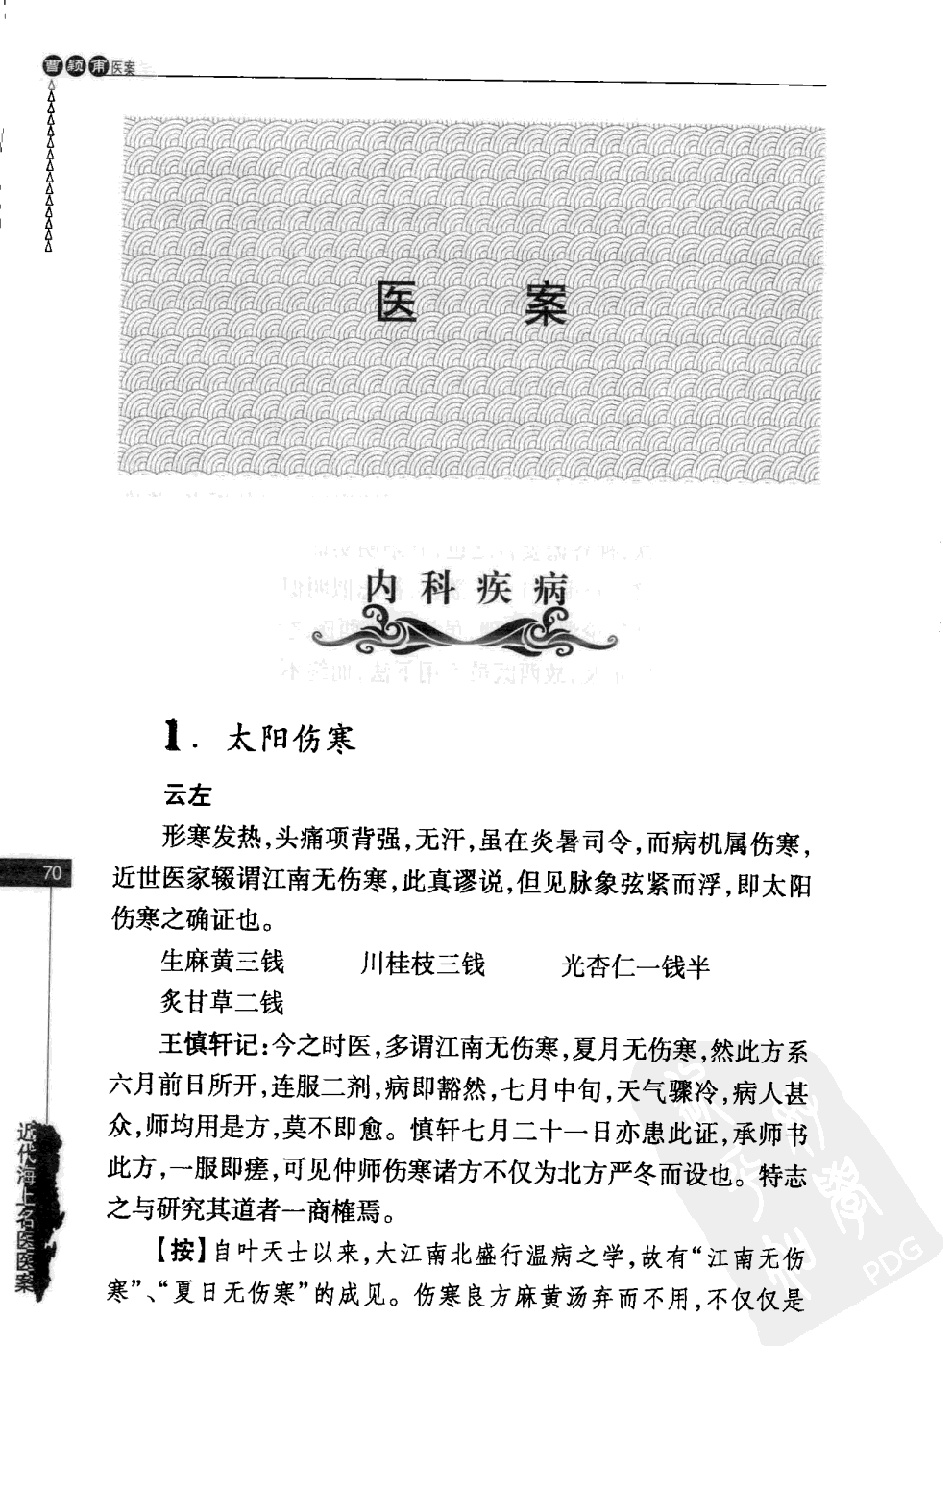 曹颖甫医案
医案
内科疾病
1. 太阳伤寒
云左
形寒发热,头痛项背强,无汗,虽在炎暑司令,而病机属伤寒,
近世医家辍谓江南无伤寒,此真谬说,但见脉象弦紧而浮,即太阳
伤寒之确证也。
生麻黄三钱 川桂枝三钱 光杏仁一钱半
炙甘草二钱
王慎轩记:今之时医,多谓江南无伤寒,夏月无伤寒,然此方系
六月前日所开,连服二剂,病即豁然,七月中旬,天气骤冷,病人甚
众,师均用是方,莫不即愈。慎轩七月二十一日亦患此证,承师书
此方,一服即瘥,可见仲师伤寒诸方不仅为北方严冬而设也。特志
之与研究其道者一商榷焉。
【按】自叶天士以来,大江南北盛行温病之学,故有“江南无伤
寒”、“夏日无伤寒”的成见。伤寒良方麻黄汤弃而不用,不仅仅是
70
近代海上名医医案
PDG